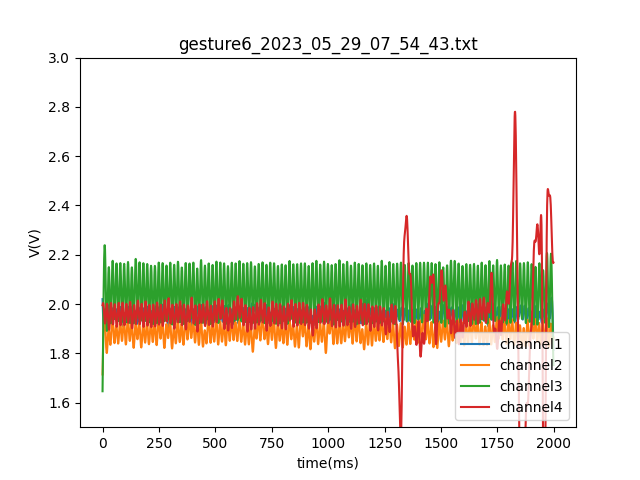 gesture6_2023_05_29_07_54_43.txt
3.0
2.8
2.6
2.4
2.2
2.0
1.8
1.6
V(V)
channel1
channel2
channel3
channel4
0 250 500 750 1000 1250 1500 1750 2000
time(ms)